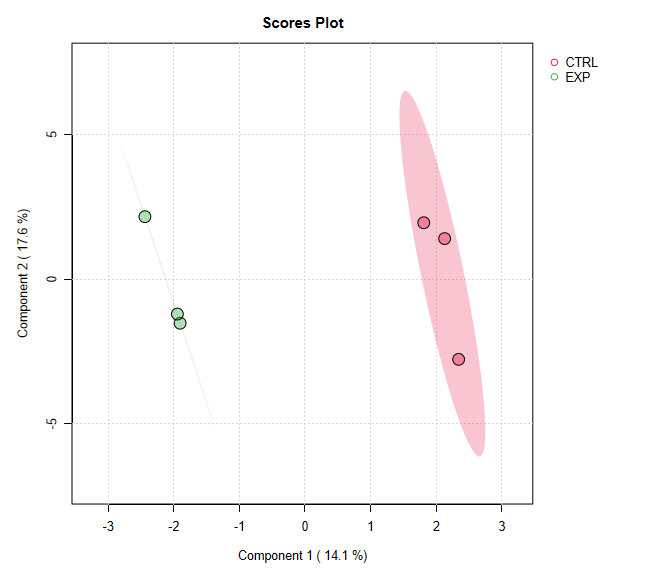 Scores Plot
CTRL
EXP
5
0
-5
Component 2 ( 17.6 %)
-3 -2 -1 0 1 2 3
Component 1 ( 14.1 %)